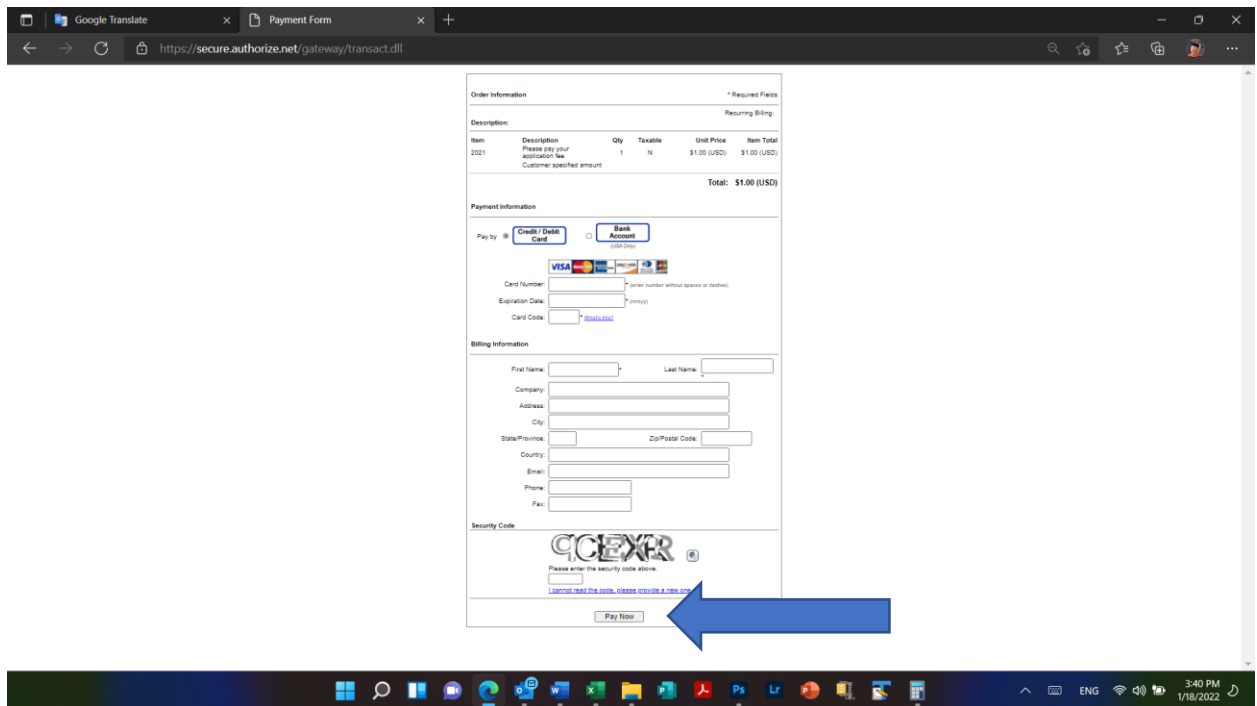 Google Translate
Payment Form
https://secure.authorize.net/gateway/transact.dll
Order Information * Required Fields
Recurring Billing:
Description:
Item Description Qty Taxable Unit Price Item Total
2021 Please pay your application fee 1 N $1.00 (USD) $1.00 (USD)
Customer specified amount
Total: $1.00 (USD)
Payment Information
Pay by Credit / Debit Card Bank Account
(USA Only)
VISA
Card Number: * (enter number without spaces or dashes)
Expiration Date: * (mmyy)
Card Code: * What's this?
Billing Information
First Name: * Last Name: *
Company:
Address:
City:
State/Province: Zip/Postal Code:
Country:
Email:
Phone:
Fax:
Security Code
Please enter the security code above.
I cannot read the code, please provide a new one
Pay Now
Ps Lr
ENG 3:40 PM
1/18/2022